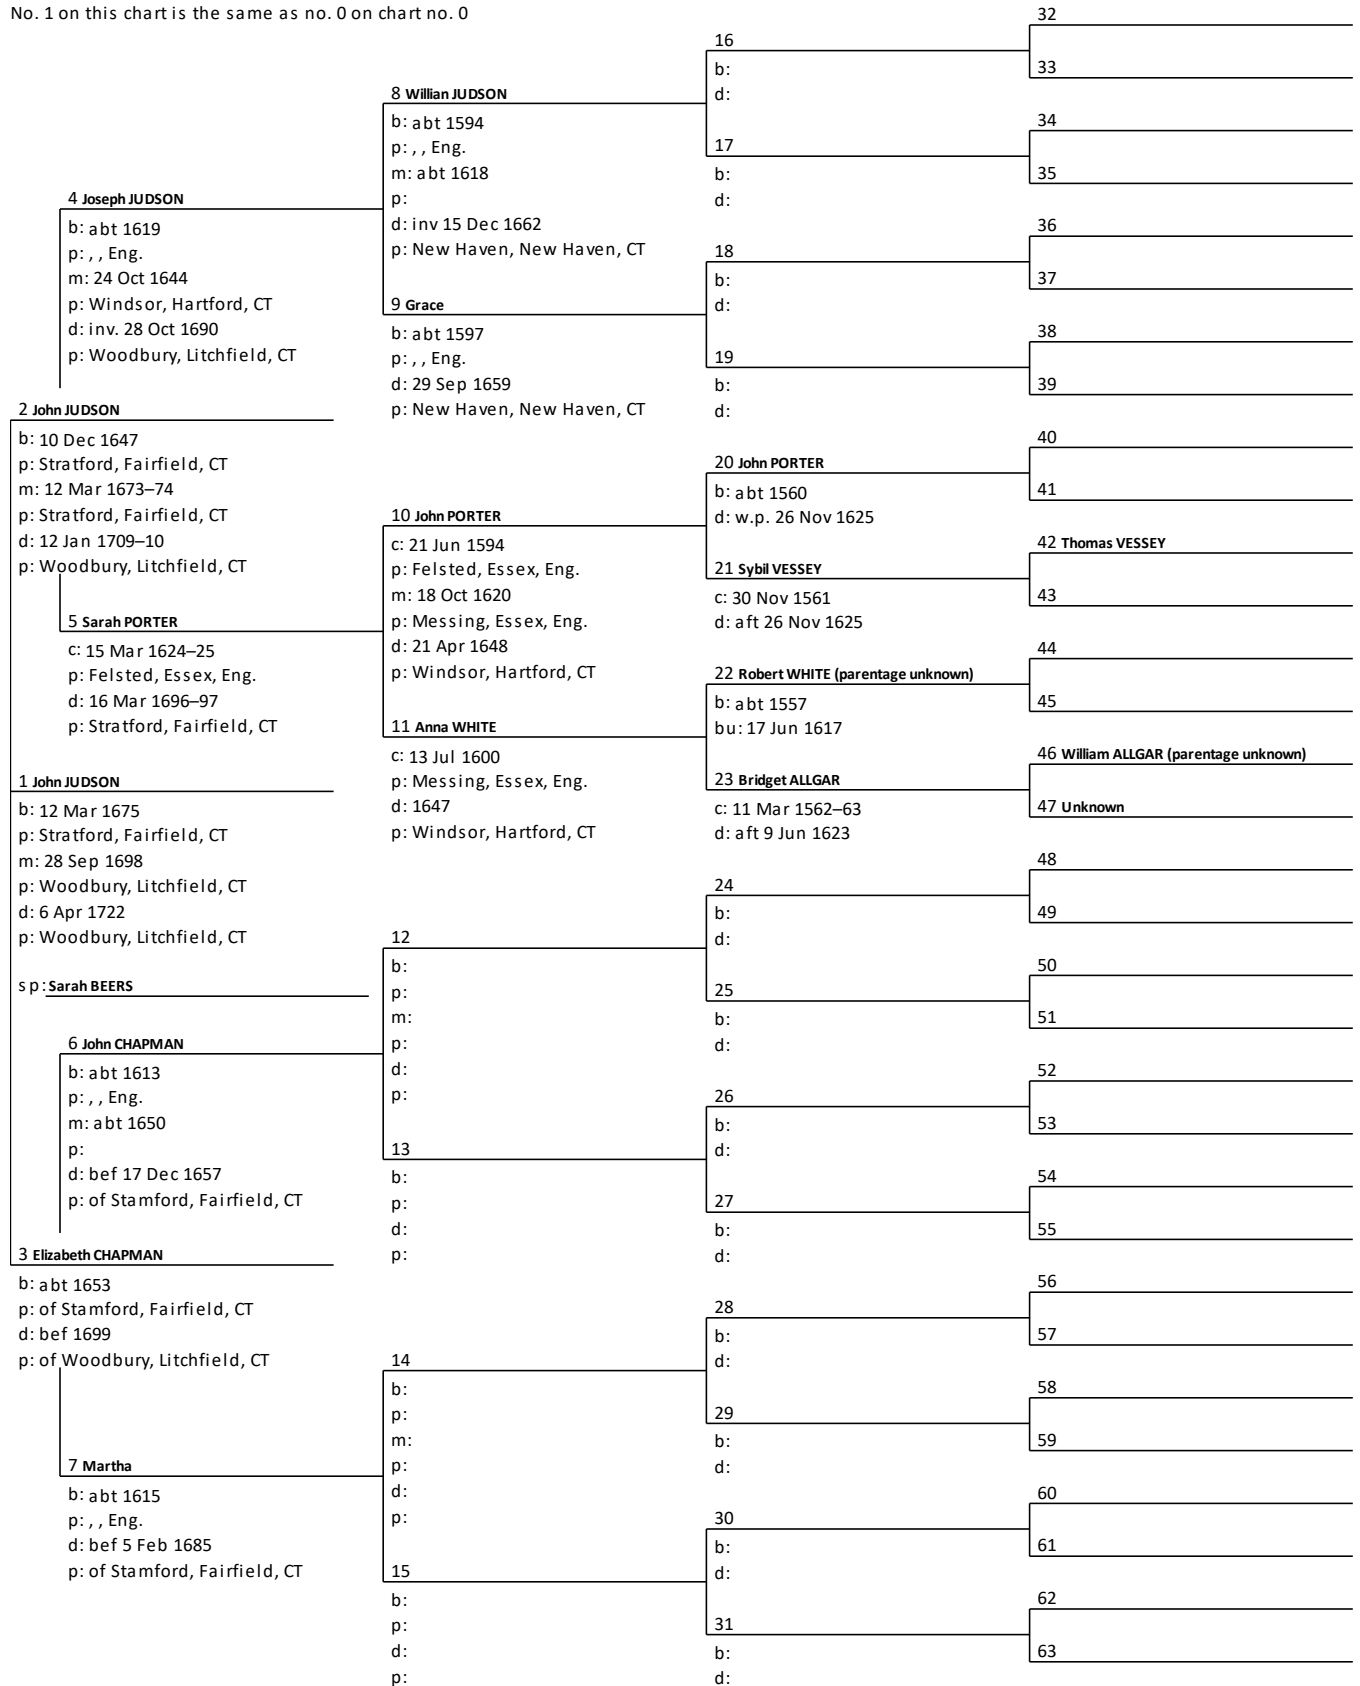 No. 1 on this chart is the same as no. 0 on chart no. 0
4 Joseph JUDSON
b: abt 1619
p: , , Eng.
m: 24 Oct 1644
p: Windsor, Hartford, CT
d: inv. 28 Oct 1690
p: Woodbury, Litchfield, CT
2 John JUDSON
b: 10 Dec 1647
p: Stratford, Fairfield, CT
m: 12 Mar 1673–74
p: Stratford, Fairfield, CT
d: 12 Jan 1709–10
p: Woodbury, Litchfield, CT
5 Sarah PORTER
c: 15 Mar 1624–25
p: Felsted, Essex, Eng.
d: 16 Mar 1696–97
p: Stratford, Fairfield, CT
1 John JUDSON
b: 12 Mar 1675
p: Stratford, Fairfield, CT
m: 28 Sep 1698
p: Woodbury, Litchfield, CT
d: 6 Apr 1722
p: Woodbury, Litchfield, CT
sp: Sarah BEERS
6 John CHAPMAN
b: abt 1613
p: , , Eng.
m: abt 1650
p:
d: bef 17 Dec 1657
p: of Stamford, Fairfield, CT
3 Elizabeth CHAPMAN
b: abt 1653
p: of Stamford, Fairfield, CT
d: bef 1699
p: of Woodbury, Litchfield, CT
7 Martha
b: abt 1615
p: , , Eng.
d: bef 5 Feb 1685
p: of Stamford, Fairfield, CT
8 Willian JUDSON
b: abt 1594
p: , , Eng.
m: abt 1618
p:
d: inv 15 Dec 1662
p: New Haven, New Haven, CT
9 Grace
b: abt 1597
p: , , Eng.
d: 29 Sep 1659
p: New Haven, New Haven, CT
10 John PORTER
c: 21 Jun 1594
p: Felsted, Essex, Eng.
m: 18 Oct 1620
p: Messing, Essex, Eng.
d: 21 Apr 1648
p: Windsor, Hartford, CT
11 Anna WHITE
c: 13 Jul 1600
p: Messing, Essex, Eng.
d: 1647
p: Windsor, Hartford, CT
12
b:
p:
m:
p:
d:
p:
13
b:
p:
d:
p:
14
b:
p:
m:
p:
d:
p:
15
b:
p:
d:
p:
16
b:
d:
17
b:
d:
18
b:
d:
19
b:
d:
20 John PORTER
b: abt 1560
d: w.p. 26 Nov 1625
21 Sybil VESSEY
c: 30 Nov 1561
d: aft 26 Nov 1625
22 Robert WHITE (parentage unknown)
b: abt 1557
bu: 17 Jun 1617
23 Bridget ALLGAR
c: 11 Mar 1562–63
d: aft 9 Jun 1623
24
b:
d:
25
b:
d:
26
b:
d:
27
b:
d:
28
b:
d:
29
b:
d:
30
b:
d:
31
b:
d:
32
33
34
35
36
37
38
39
40
41
42 Thomas VESSEY
43
44
45
46 William ALLGAR (parentage unknown)
47 Unknown
48
49
50
51
52
53
54
55
56
57
58
59
60
61
62
63